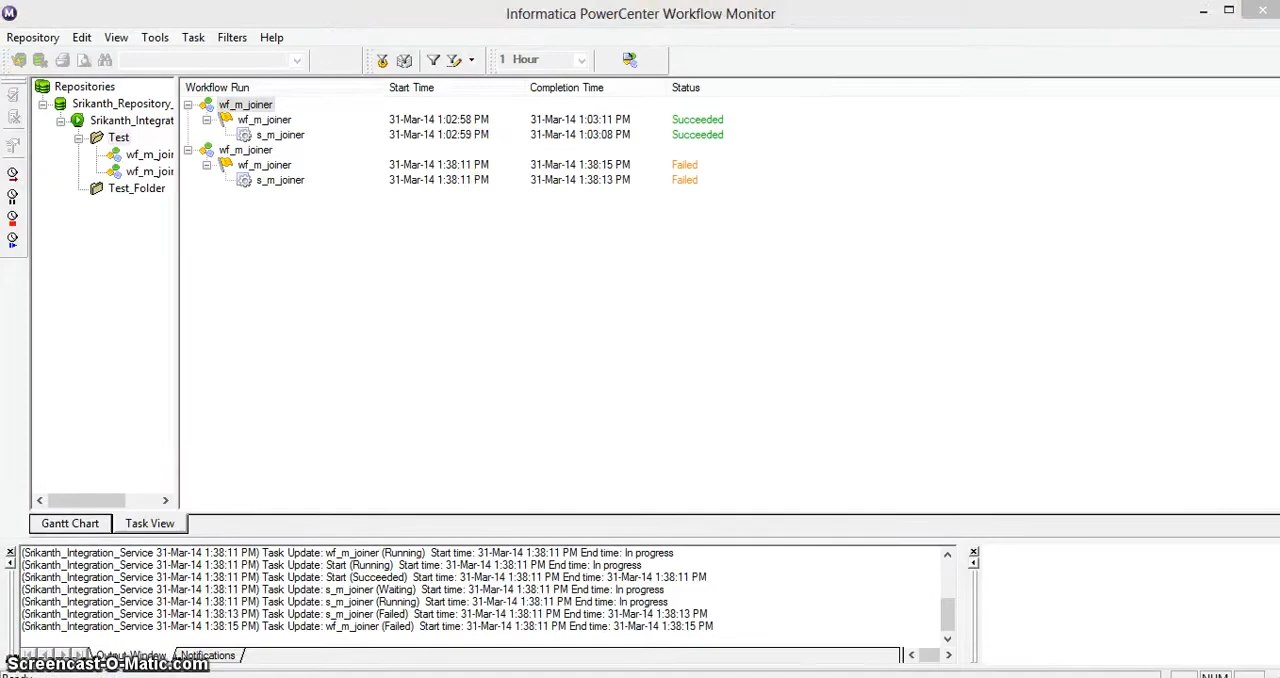 Informatica PowerCenter Workflow Monitor
Repository Edit View Tools Task Filters Help
1 Hour
Repositories
Srikanth_Repository_
Srikanth_Integrat
Test
wf_m_joir
wf_m_joir
Test_Folder
Workflow Run Start Time Completion Time Status
wf_m_joiner
wf_m_joiner 31-Mar-14 1:02:58 PM 31-Mar-14 1:03:11 PM Succeeded
s_m_joiner 31-Mar-14 1:02:59 PM 31-Mar-14 1:03:08 PM Succeeded
wf_m_joiner
wf_m_joiner 31-Mar-14 1:38:11 PM 31-Mar-14 1:38:15 PM Failed
s_m_joiner 31-Mar-14 1:38:11 PM 31-Mar-14 1:38:13 PM Failed
Gantt Chart Task View
(Srikanth_Integration_Service 31-Mar-14 1:38:11 PM) Task Update: wf_m_joiner (Running) Start time: 31-Mar-14 1:38:11 PM End time: In progress
(Srikanth_Integration_Service 31-Mar-14 1:38:11 PM) Task Update: Start (Running) Start time: 31-Mar-14 1:38:11 PM End time: In progress
(Srikanth_Integration_Service 31-Mar-14 1:38:11 PM) Task Update: Start (Succeeded) Start time: 31-Mar-14 1:38:11 PM End time: 31-Mar-14 1:38:11 PM
(Srikanth_Integration_Service 31-Mar-14 1:38:11 PM) Task Update: s_m_joiner (Waiting) Start time: 31-Mar-14 1:38:11 PM End time: In progress
(Srikanth_Integration_Service 31-Mar-14 1:38:11 PM) Task Update: s_m_joiner (Running) Start time: 31-Mar-14 1:38:11 PM End time: In progress
(Srikanth_Integration_Service 31-Mar-14 1:38:13 PM) Task Update: s_m_joiner (Failed) Start time: 31-Mar-14 1:38:11 PM End time: 31-Mar-14 1:38:13 PM
(Srikanth_Integration_Service 31-Mar-14 1:38:15 PM) Task Update: wf_m_joiner (Failed) Start time: 31-Mar-14 1:38:11 PM End time: 31-Mar-14 1:38:15 PM
Output Window Notifications
Screencast-O-Matic.com
Ready NUM